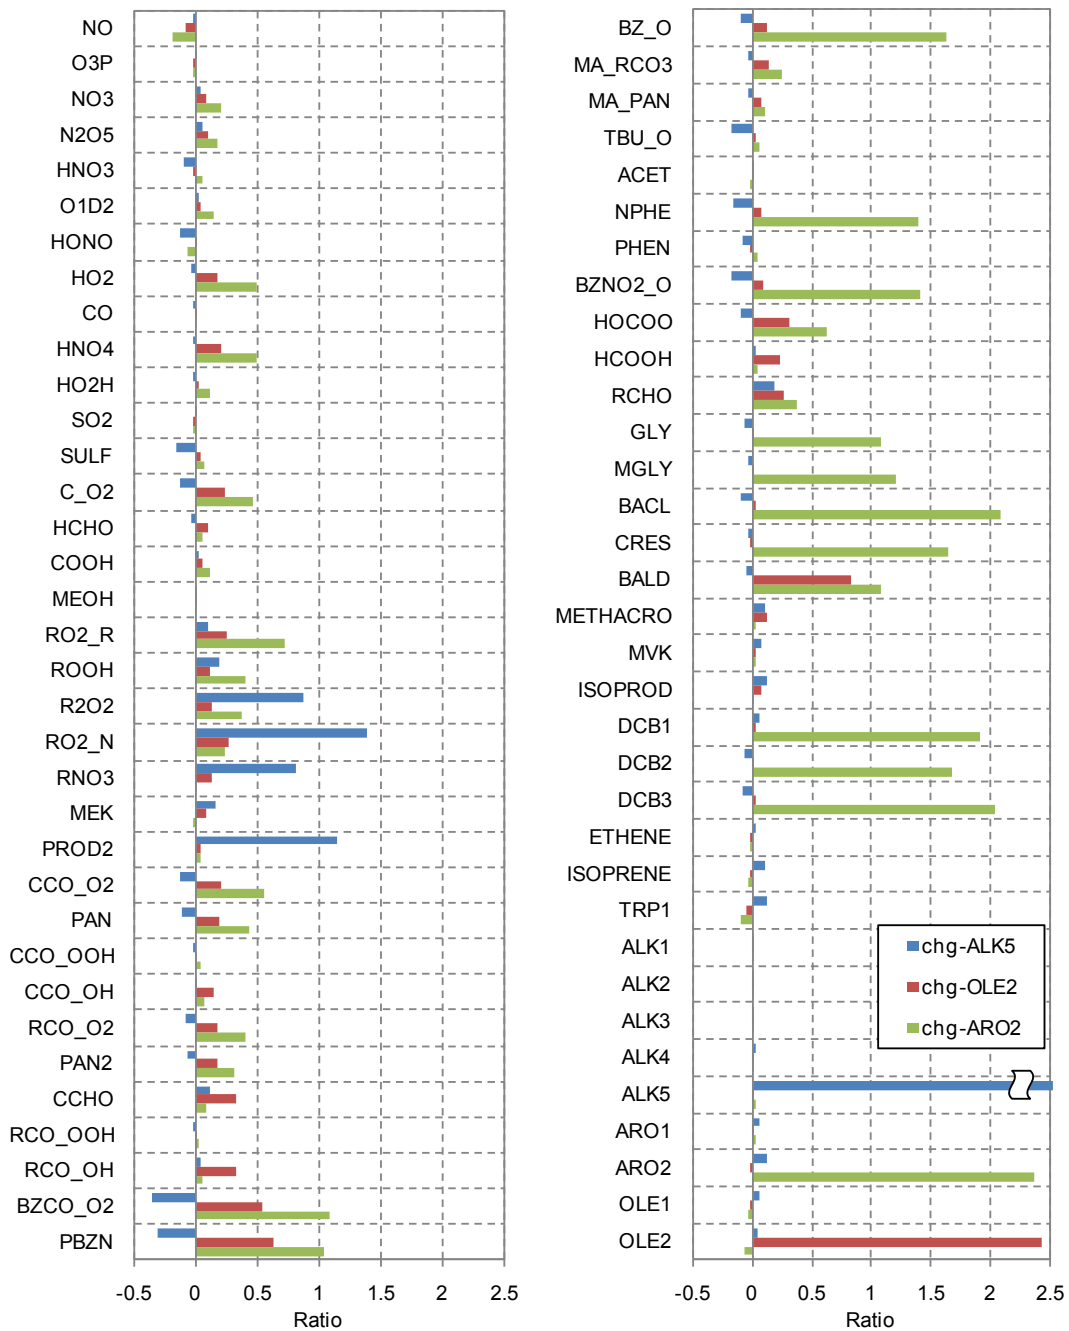 NO
O3P
NO3
N2O5
HNO3
O1D2
HONO
HO2
CO
HNO4
HO2H
SO2
SULF
C_O2
HCHO
COOH
MEOH
RO2_R
ROOH
R2O2
RO2_N
RNO3
MEK
PROD2
CCO_O2
PAN
CCO_OOH
CCO_OH
RCO_O2
PAN2
CCHO
RCO_OOH
RCO_OH
BZCO_O2
PBZN
-0.5 0 0.5 1 1.5 2 2.5
Ratio
BZ_O
MA_RCO3
MA_PAN
TBU_O
ACET
NPHE
PHEN
BZNO2_O
HOCOO
HCOOH
RCHO
GLY
MGLY
BACL
CRES
BALD
METHACRO
MVK
ISOPROD
DCB1
DCB2
DCB3
ETHENE
ISOPRENE
TRP1
ALK1
ALK2
ALK3
ALK4
ALK5
ARO1
ARO2
OLE1
OLE2
chg-ALK5
chg-OLE2
chg-ARO2
-0.5 0 0.5 1 1.5 2 2.5
Ratio